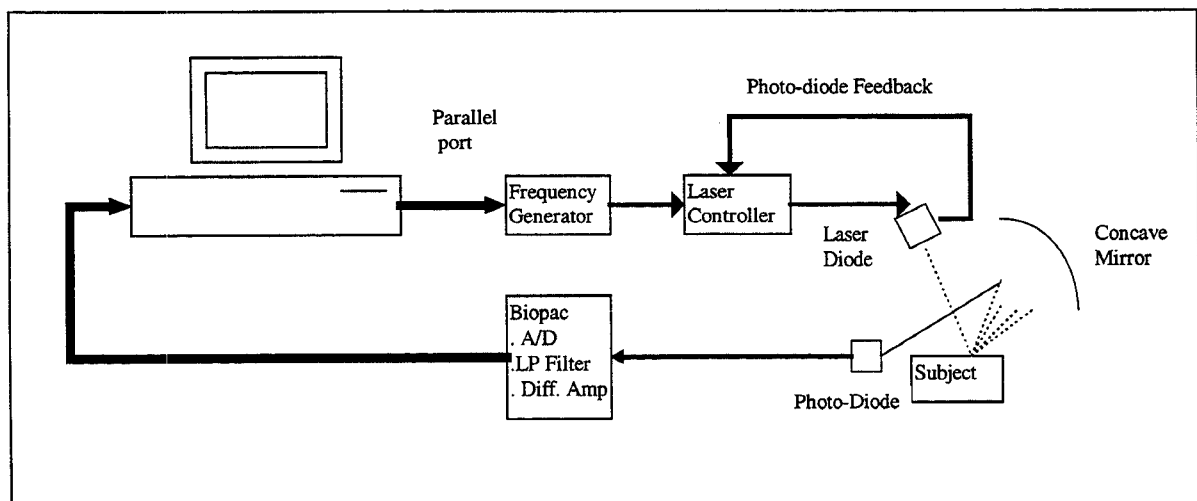 Photo-diode Feedback
Parallel
port
Frequency
Generator
Laser
Controller
Laser
Diode
Concave
Mirror
Biopac
. A/D
.LP Filter
. Diff. Amp
Subject
Photo-Diode